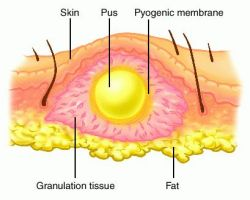 Skin Pus Pyogenic membrane
Granulation tissue Fat